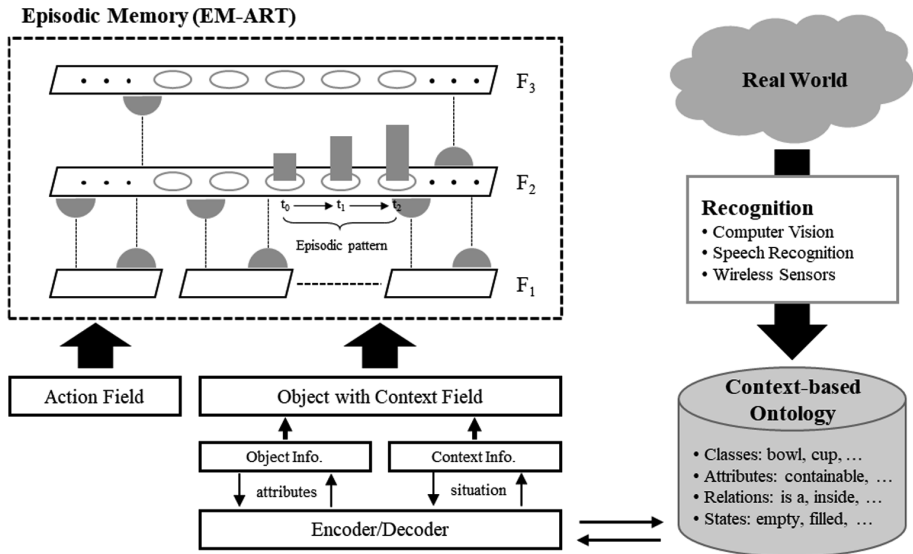 Episodic Memory (EM-ART)
. . .
. . .
F3
. . .
. . .
F2
t0
t1
t2
Episodic pattern
F1
Action Field
Object with Context Field
Object Info.
Context Info.
attributes
situation
Encoder/Decoder
Real World
Recognition
• Computer Vision
• Speech Recognition
• Wireless Sensors
Context-based
Ontology
• Classes: bowl, cup, …
• Attributes: containable, …
• Relations: is a, inside, …
• States: empty, filled, …